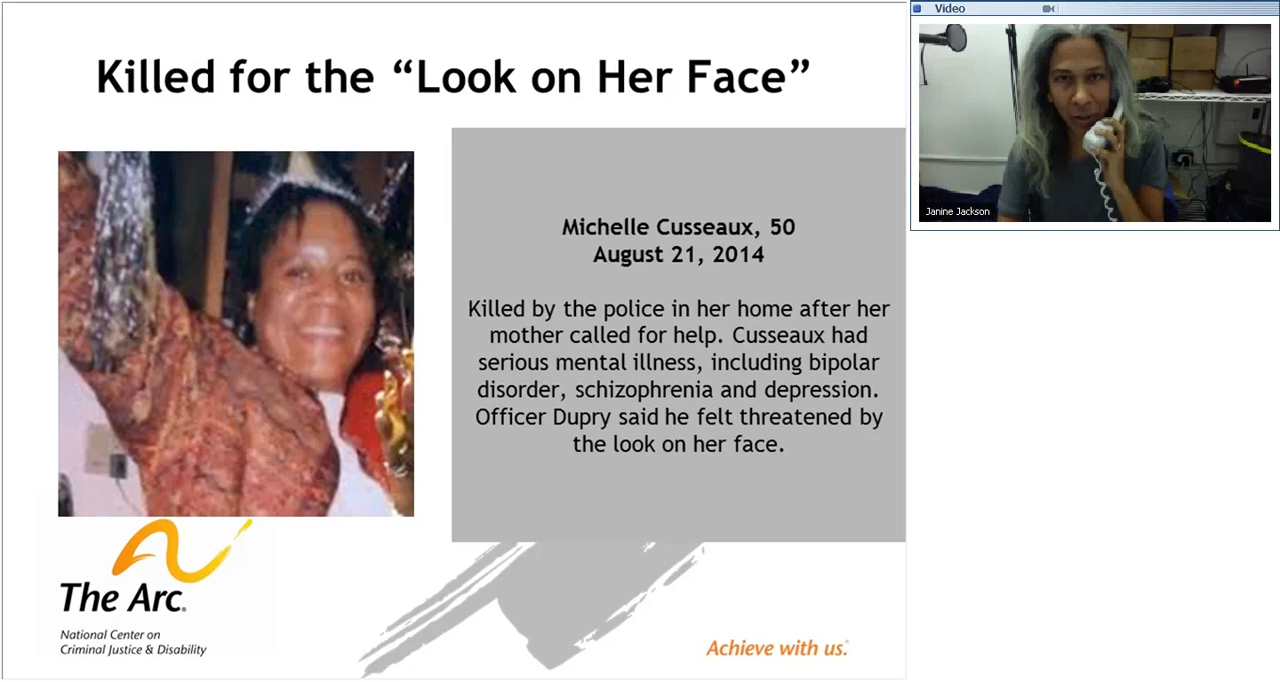 Killed for the “Look on Her Face”
Michelle Cusseaux, 50
August 21, 2014
Killed by the police in her home after her
mother called for help. Cusseaux had
serious mental illness, including bipolar
disorder, schizophrenia and depression.
Officer Dupry said he felt threatened by
the look on her face.
The Arc®
National Center on
Criminal Justice & Disability
Achieve with us.®
Video
Janine Jackson